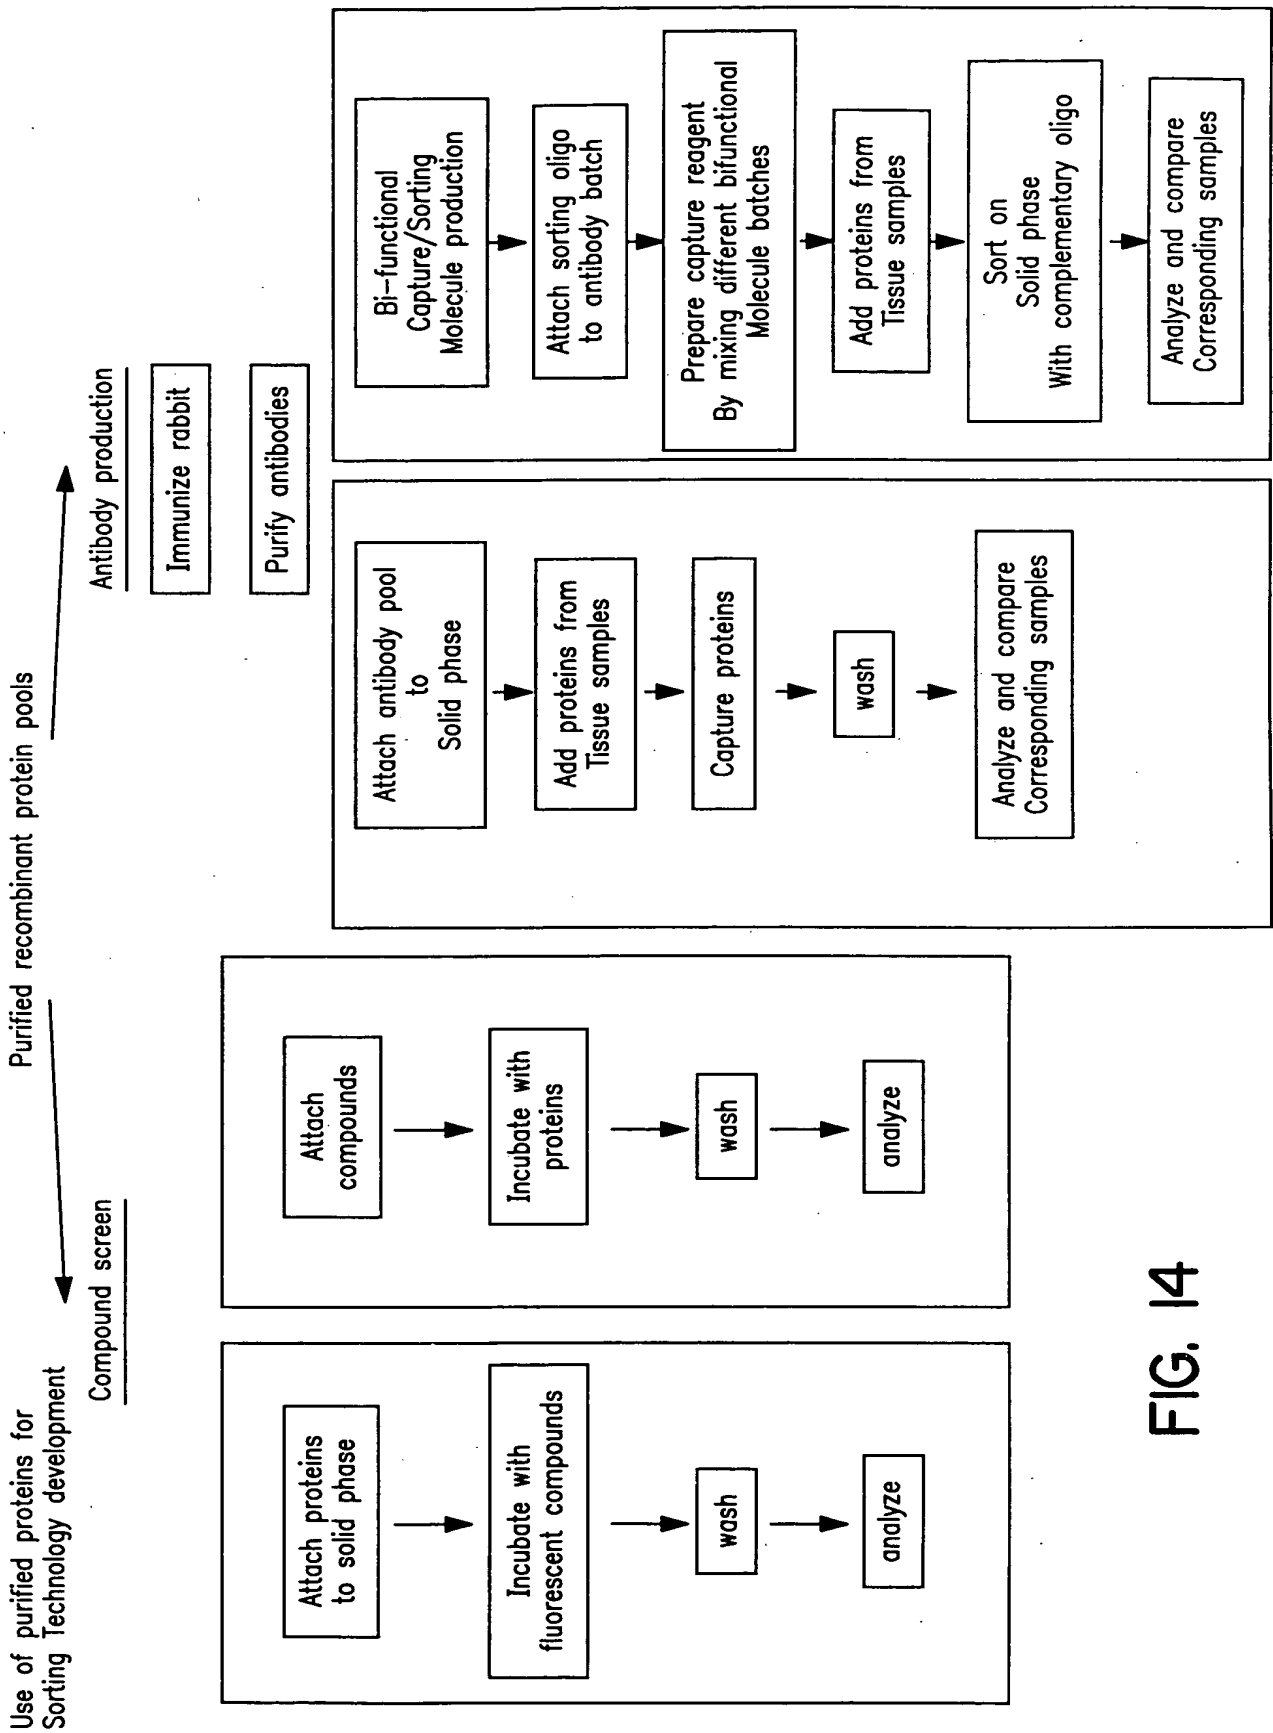 Use of purified proteins for
Sorting Technology development
Purified recombinant protein pools
Compound screen
Antibody production
Immunize rabbit
Purify antibodies
Attach proteins
to solid phase
Incubate with
fluorescent compounds
wash
analyze
Attach
compounds
Incubate with
proteins
wash
analyze
Attach antibody pool
to
Solid phase
Add proteins from
Tissue samples
Capture proteins
wash
Analyze and compare
Corresponding samples
Bi-functional
Capture/Sorting
Molecule production
Attach sorting oligo
to antibody batch
Prepare capture reagent
By mixing different bifunctional
Molecule batches
Add proteins from
Tissue samples
Sort on
Solid phase
With complementary oligo
Analyze and compare
Corresponding samples
FIG. 14